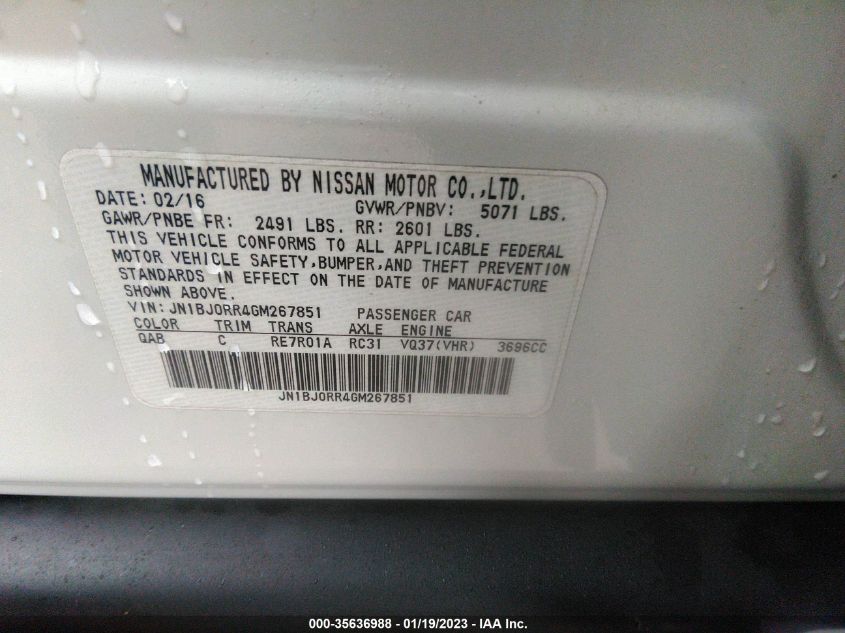 MANUFACTURED BY NISSAN MOTOR CO.,LTD.
DATE: 02/16 GVWR/PNBV: 5071 LBS.
GAWR/PNBE FR: 2491 LBS. RR: 2601 LBS.
THIS VEHICLE CONFORMS TO ALL APPLICABLE FEDERAL
MOTOR VEHICLE SAFETY,BUMPER,AND THEFT PREVENTION
STANDARDS IN EFFECT ON THE DATE OF MANUFACTURE
SHOWN ABOVE.
VIN:JN1BJ0RR4GM267851 PASSENGER CAR
COLOR TRIM TRANS AXLE ENGINE
QAB C RE7R01A RC31 VQ37(VHR) 3696CC
JN1BJ0RR4GM267851
000-35636988 - 01/19/2023 - IAA Inc.